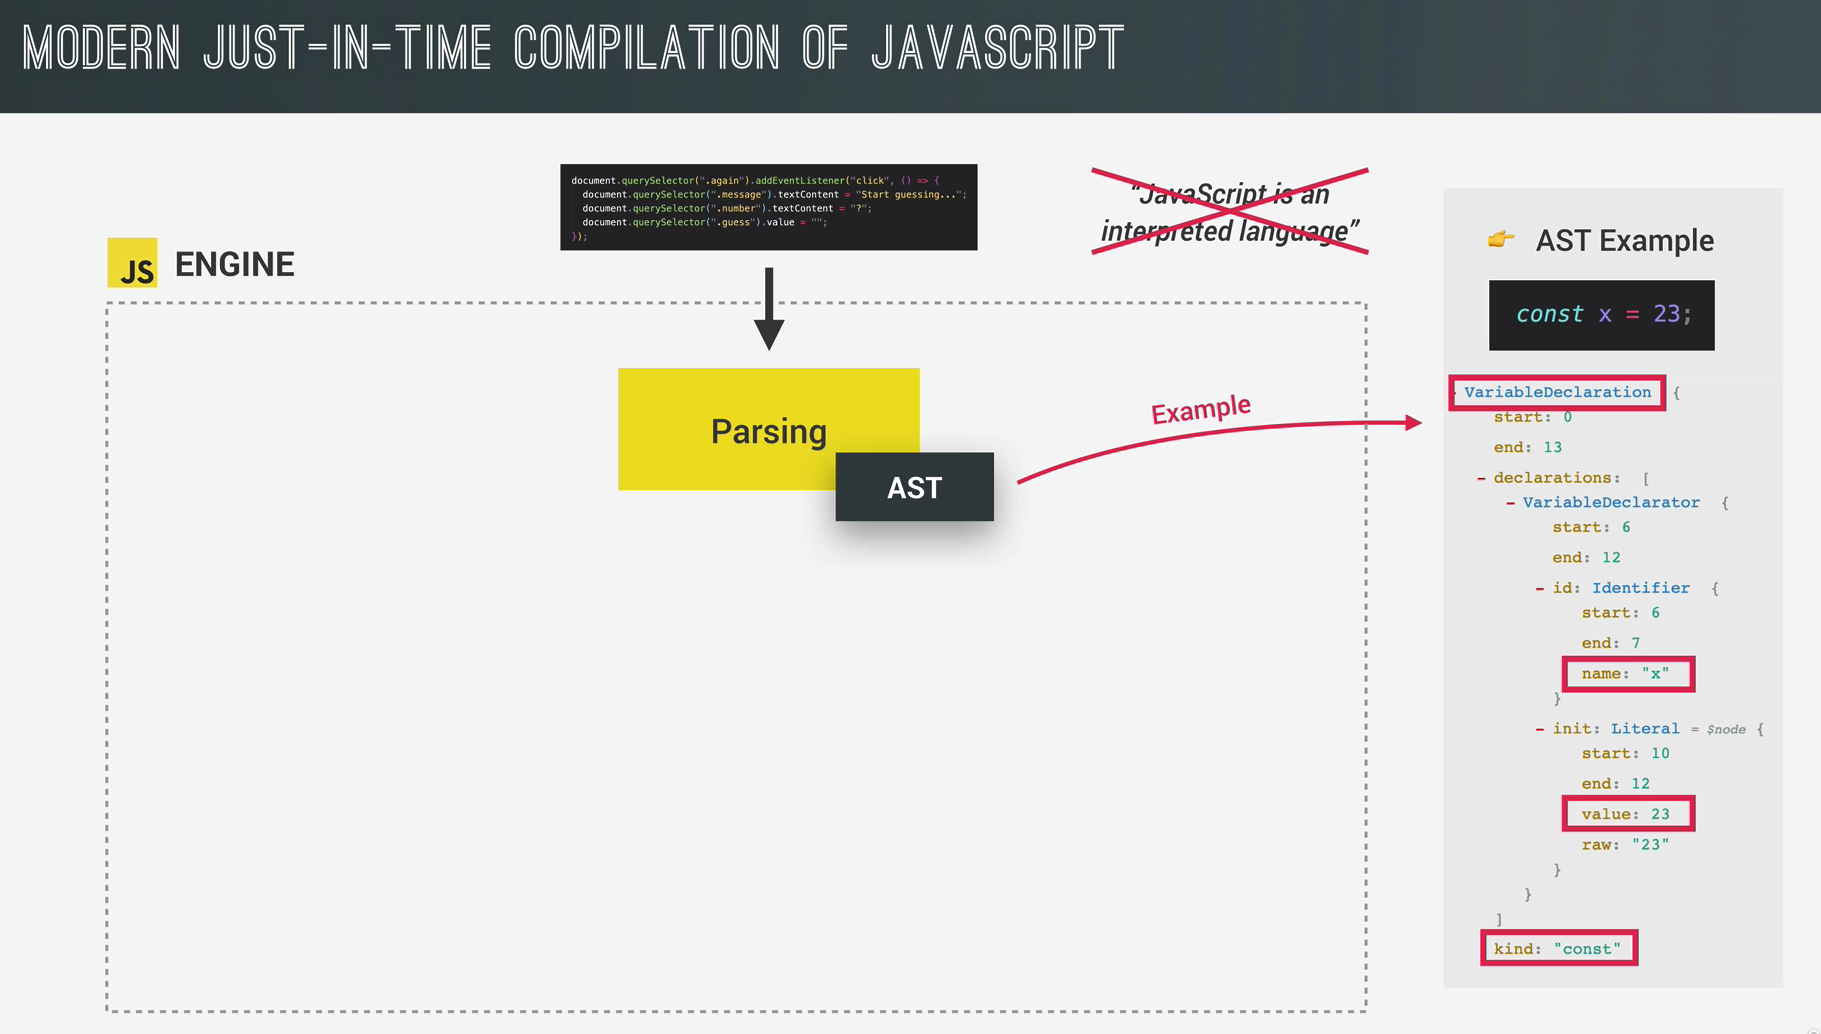 MODERN JUST-IN-TIME COMPILATION OF JAVASCRIPT
document.querySelector(".again").addEventListener("click", () => {
  document.querySelector(".message").textContent = "Start guessing...";
  document.querySelector(".number").textContent = "?";
  document.querySelector(".guess").value = "";
});
"JavaScript is an
interpreted language"
JS ENGINE
Parsing
AST
Example
👉 AST Example
const x = 23;
- VariableDeclaration {
start: 0
end: 13
- declarations: [
- VariableDeclarator {
start: 6
end: 12
- id: Identifier {
start: 6
end: 7
name: "x"
}
- init: Literal = $node {
start: 10
end: 12
value: 23
raw: "23"
}
}
]
kind: "const"